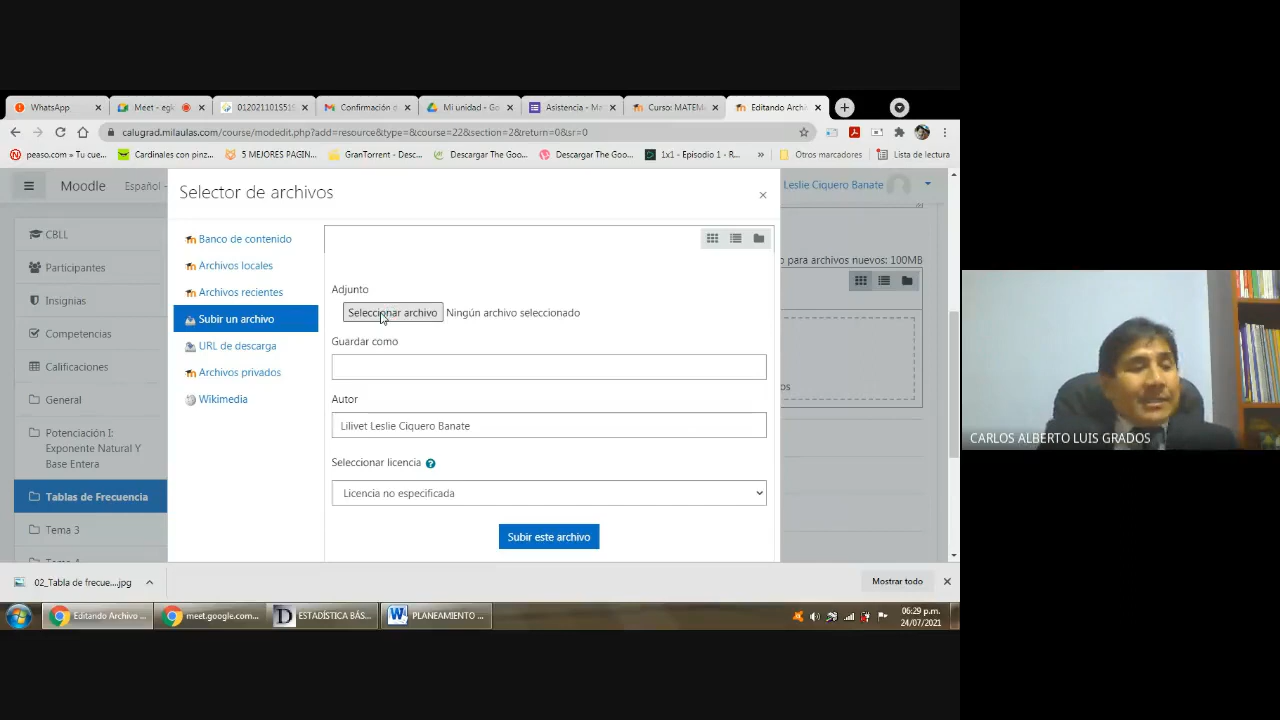 WhatsApp
Meet - egk
012021101S519
Confirmación d
Mi unidad - Go
Asistencia - Ma
Curso: MATEM
Editando Archi
calugrad.milaulas.com/course/modedit.php?add=resource&type=&course=22&section=2&return=0&sr=0
peaso.com » Tu cue...
Cardinales con pinz...
5 MEJORES PAGIN...
GranTorrent - Desc...
Descargar The Goo...
Descargar The Goo...
1x1 - Episodio 1 - R...
»
Otros marcadores
Lista de lectura
Moodle
Español
Selector de archivos
×
Leslie Ciquero Banate
CBLL
Participantes
Insignias
Competencias
Calificaciones
General
Potenciación I:
Exponente Natural Y
Base Entera
Tablas de Frecuencia
Tema 3
Banco de contenido
Archivos locales
Archivos recientes
Subir un archivo
URL de descarga
Archivos privados
Wikimedia
Adjunto
Seleccionar archivo Ningún archivo seleccionado
Guardar como
Autor
Lilivet Leslie Ciquero Banate
Seleccionar licencia ?
Licencia no especificada
Subir este archivo
o para archivos nuevos: 100MB
os
CARLOS ALBERTO LUIS GRADOS
02_Tabla de frecue....jpg
Mostrar todo
Editando Archivo ...
meet.google.com...
ESTADÍSTICA BÁS...
PLANEAMIENTO ...
06:29 p.m.
24/07/2021